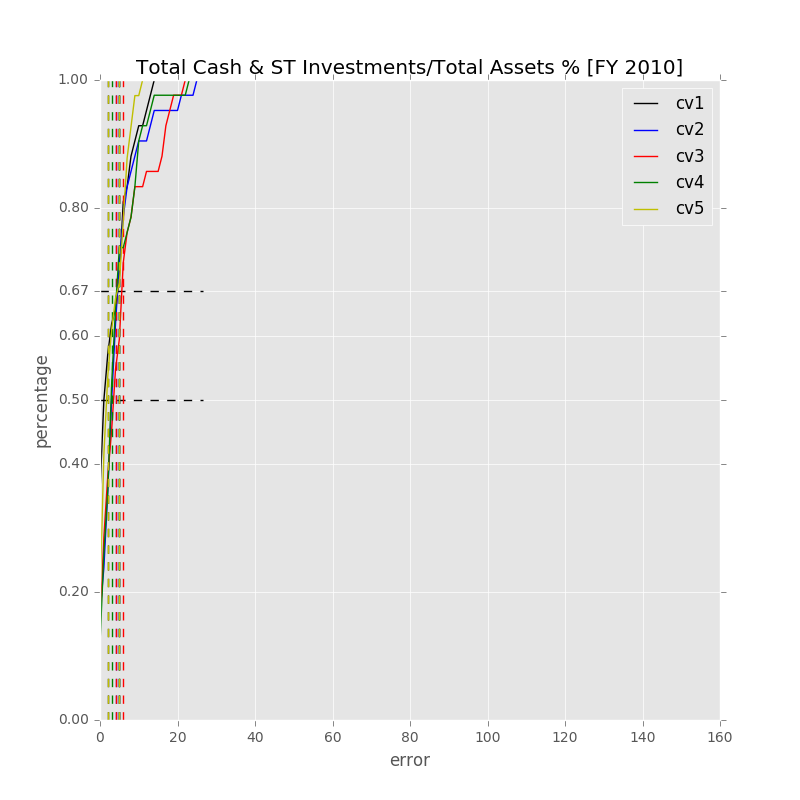 Total Cash & ST Investments/Total Assets % [FY 2010]
1.00
0.80
0.67
0.60
0.50
0.40
0.20
0.00
percentage
cv1
cv2
cv3
cv4
cv5
0 20 40 60 80 100 120 140 160
error